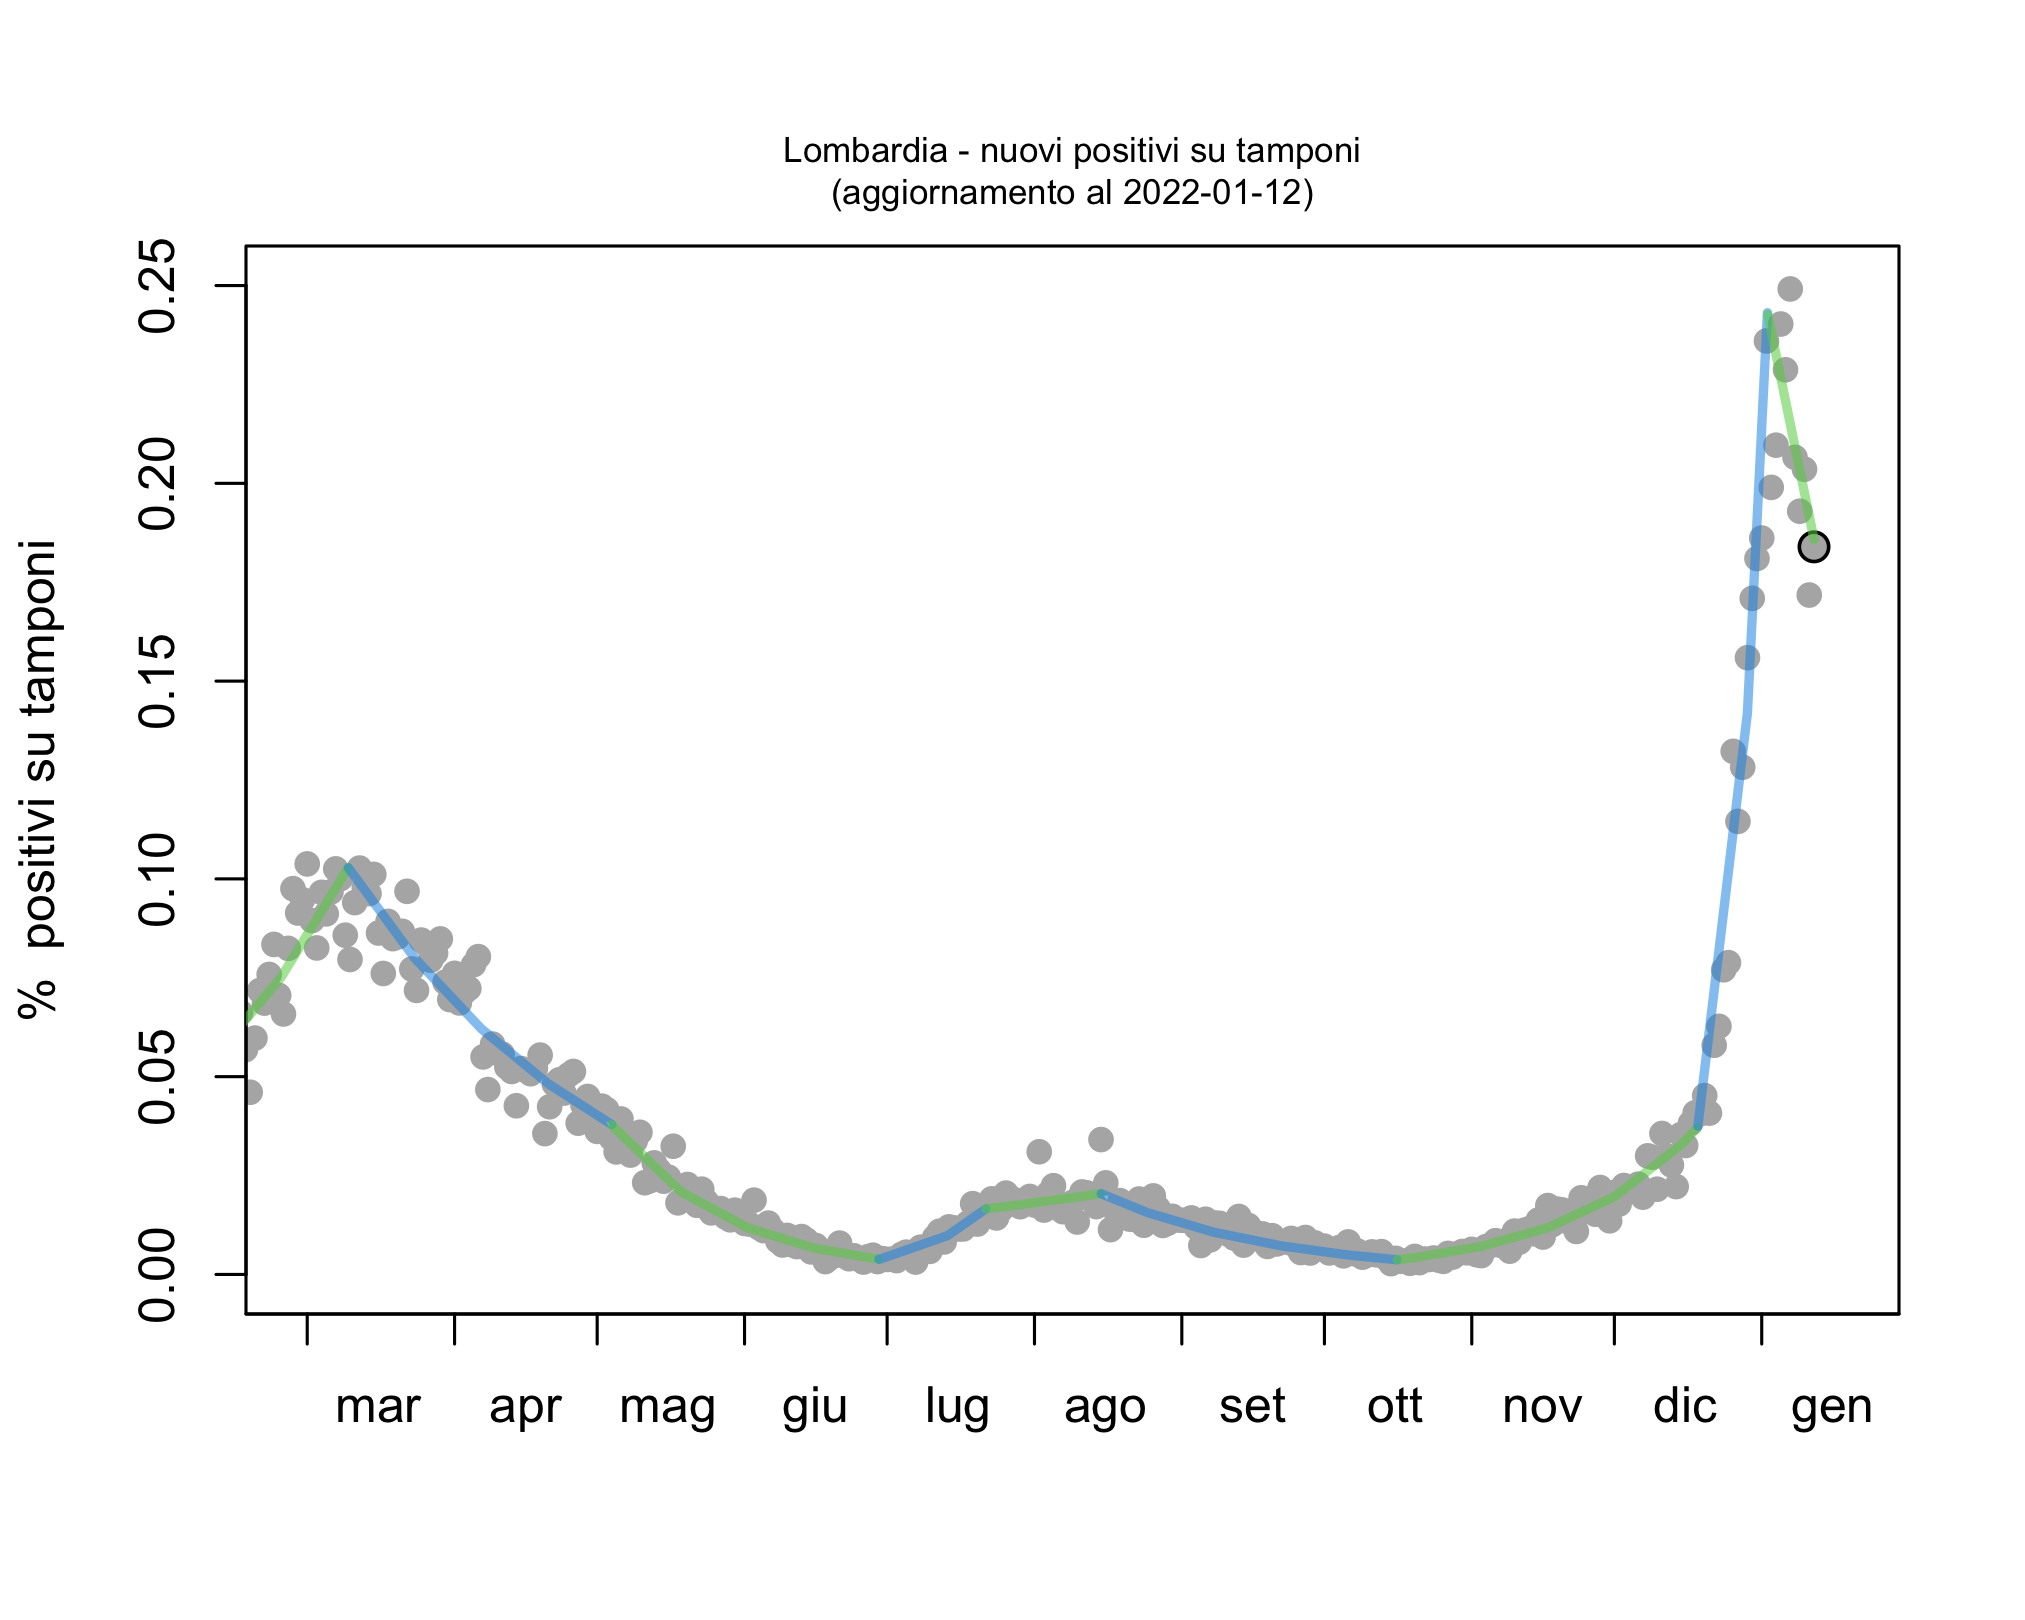 Lombardia - nuovi positivi su tamponi
(aggiornamento al 2022-01-12)
% positivi su tamponi
0.25
0.20
0.15
0.10
0.05
0.00
mar apr mag giu lug ago set ott nov dic gen